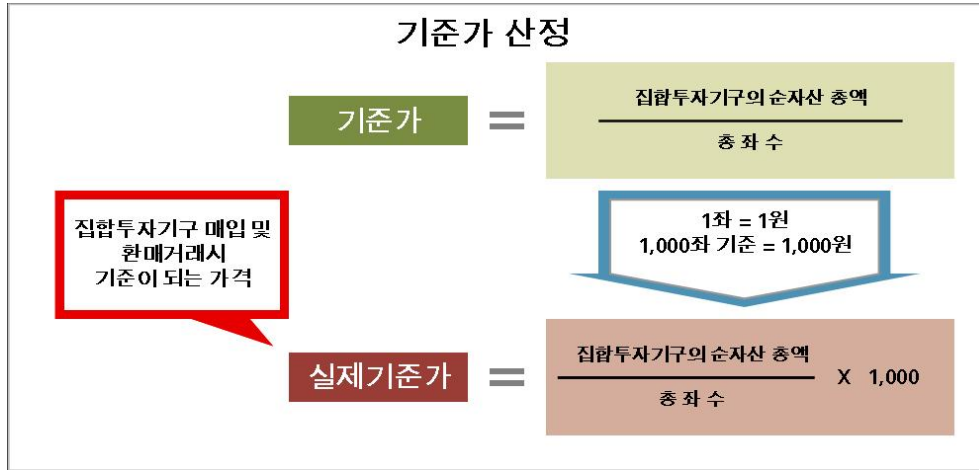 기준가 산정
기준가
=
집합투자기구의 순자산 총액
총 좌 수
집합투자기구 매입 및
환매거래시
기준이 되는 가격
1좌 = 1원
1,000좌 기준 = 1,000원
실제기준가
=
집합투자기구의 순자산 총액
총 좌 수
X 1,000